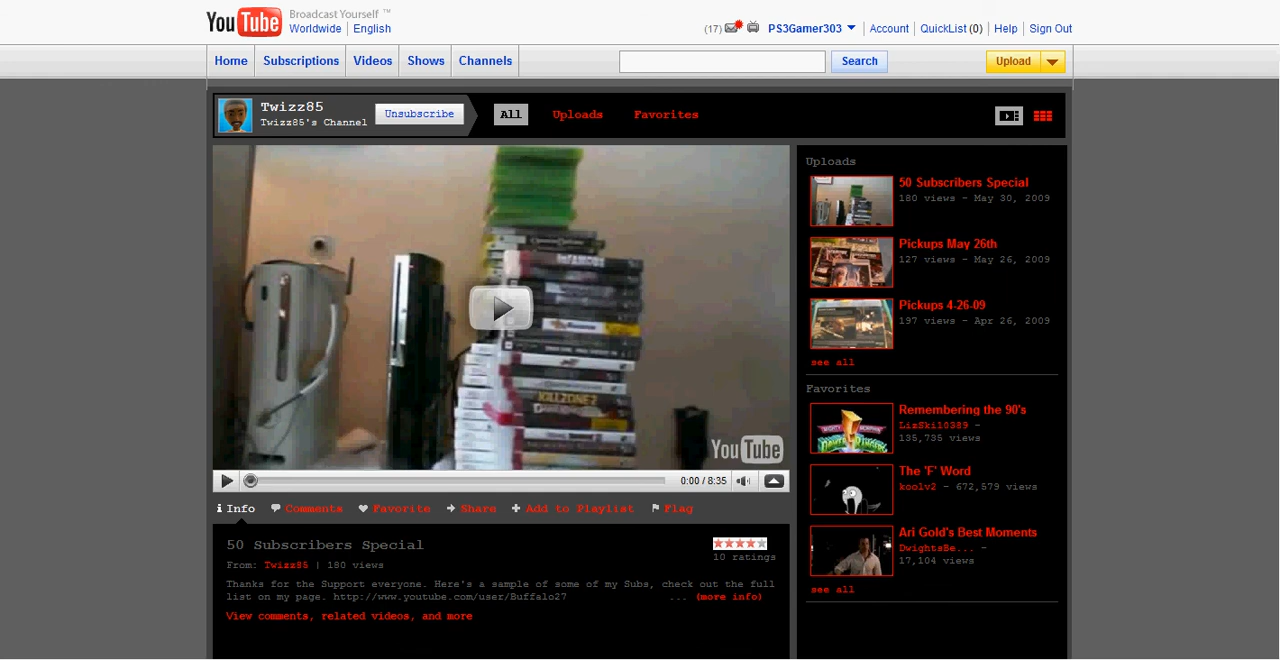 YouTube Broadcast Yourself ™
Worldwide | English
(17) PS3Gamer303 | Account | QuickList (0) | Help | Sign Out
Home Subscriptions Videos Shows Channels Search Upload
Twizz85
Twizz85's Channel
Unsubscribe
All Uploads Favorites
inFAMOUS
KILLZONE 2
YouTube
0:00 / 8:35
Info Comments Favorite Share Add to Playlist Flag
50 Subscribers Special
10 ratings
From: Twizz85 | 180 views
Thanks for the Support everyone. Here's a sample of some of my Subs, check out the full
list on my page. http://www.youtube.com/user/Buffalo27 ... (more info)
View comments, related videos, and more
Uploads
50 Subscribers Special
180 views - May 30, 2009
Pickups May 26th
127 views - May 26, 2009
Pickups 4-26-09
197 views - Apr 26, 2009
see all
Favorites
Remembering the 90's
LizSki10389 -
135,735 views
The 'F' Word
koolv2 - 672,579 views
Ari Gold's Best Moments
DwightsBe... -
17,104 views
see all